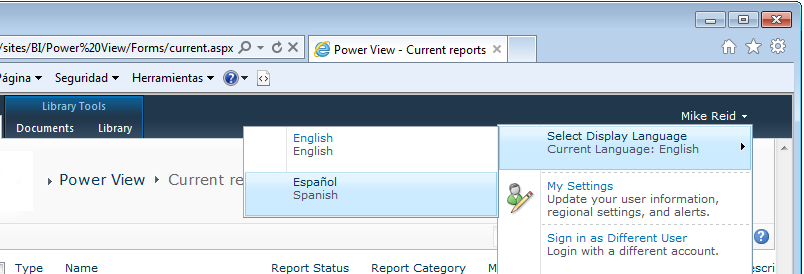 /sites/BI/Power%20View/Forms/current.aspx
Power View - Current reports
Página Seguridad Herramientas
Library Tools
Documents Library
Mike Reid
English
English
Español
Spanish
Select Display Language
Current Language: English
Power View Current re
My Settings
Update your user information,
regional settings, and alerts.
Sign in as Different User
Login with a different account.
Type Name Report Status Report Category M